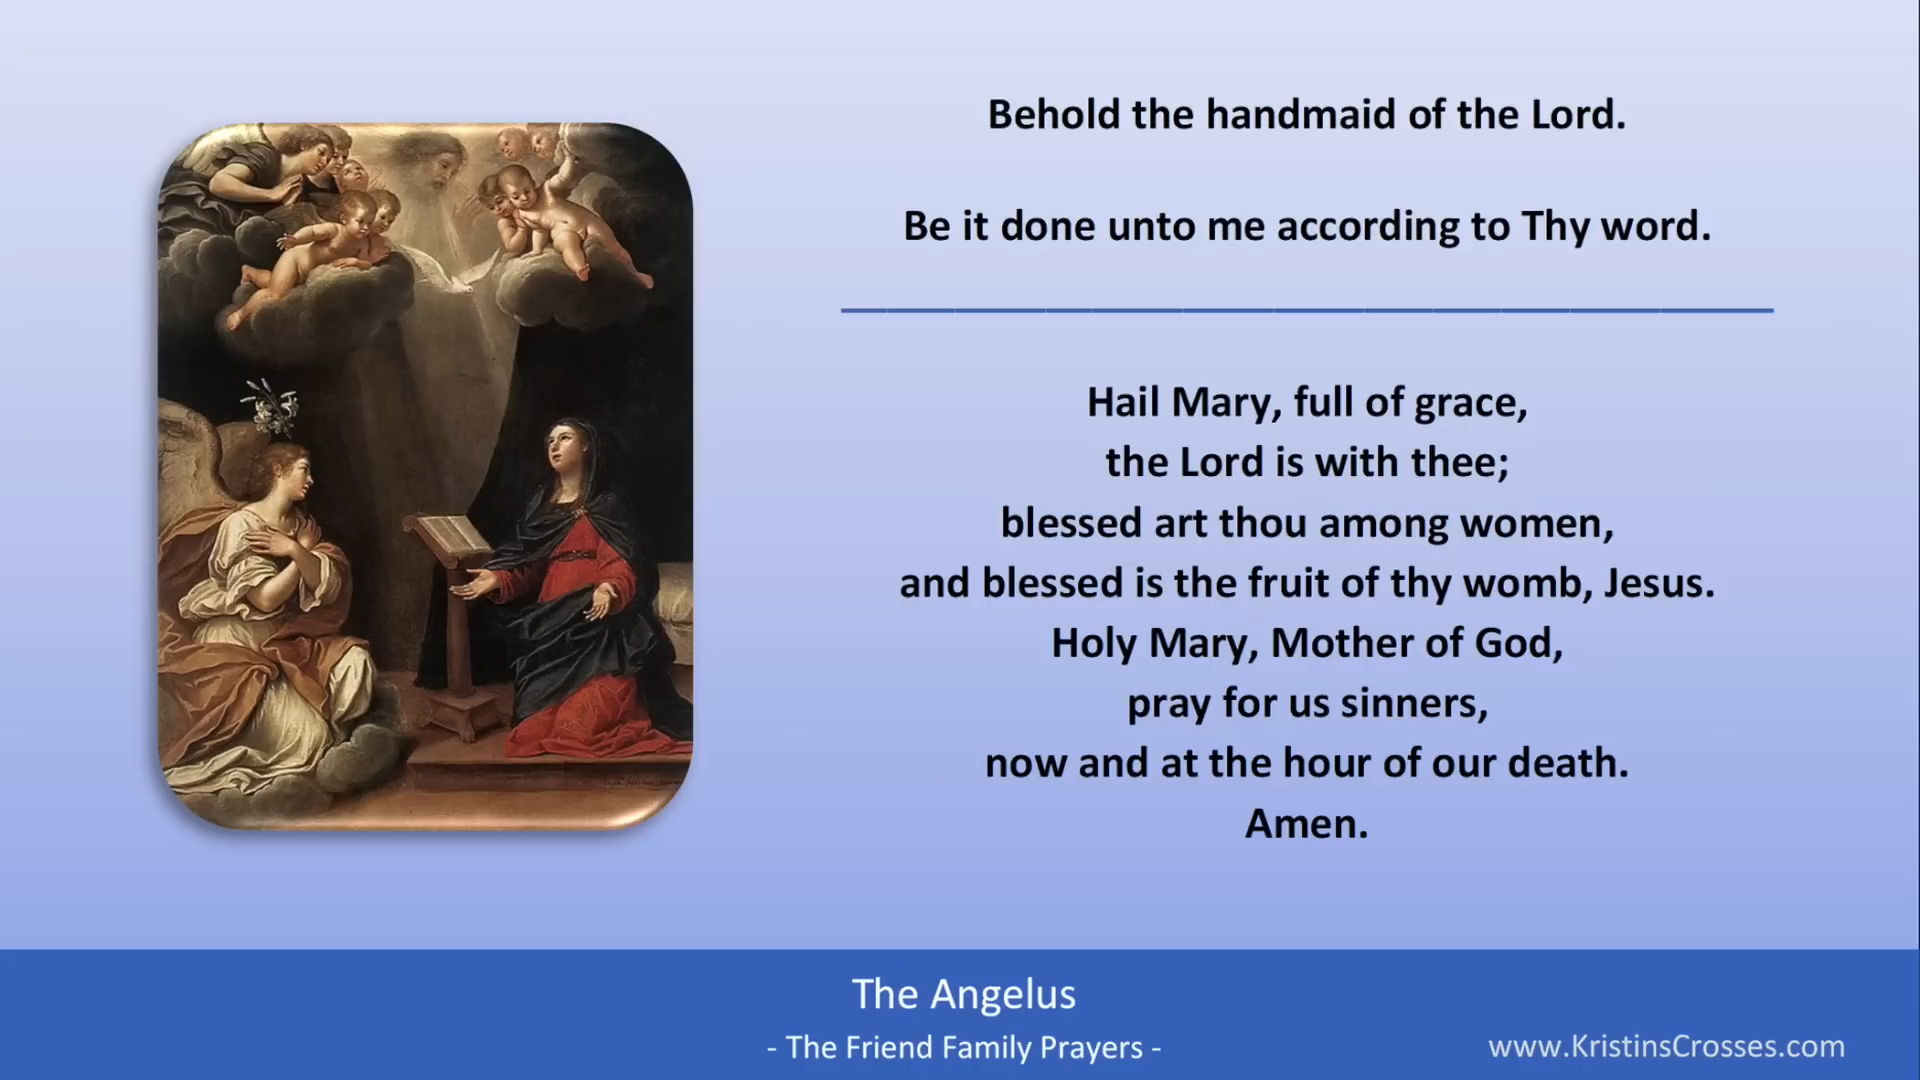 Behold the handmaid of the Lord.
Be it done unto me according to Thy word.
Hail Mary, full of grace,
the Lord is with thee;
blessed art thou among women,
and blessed is the fruit of thy womb, Jesus.
Holy Mary, Mother of God,
pray for us sinners,
now and at the hour of our death.
Amen.
The Angelus
- The Friend Family Prayers -
www.KristinsCrosses.com